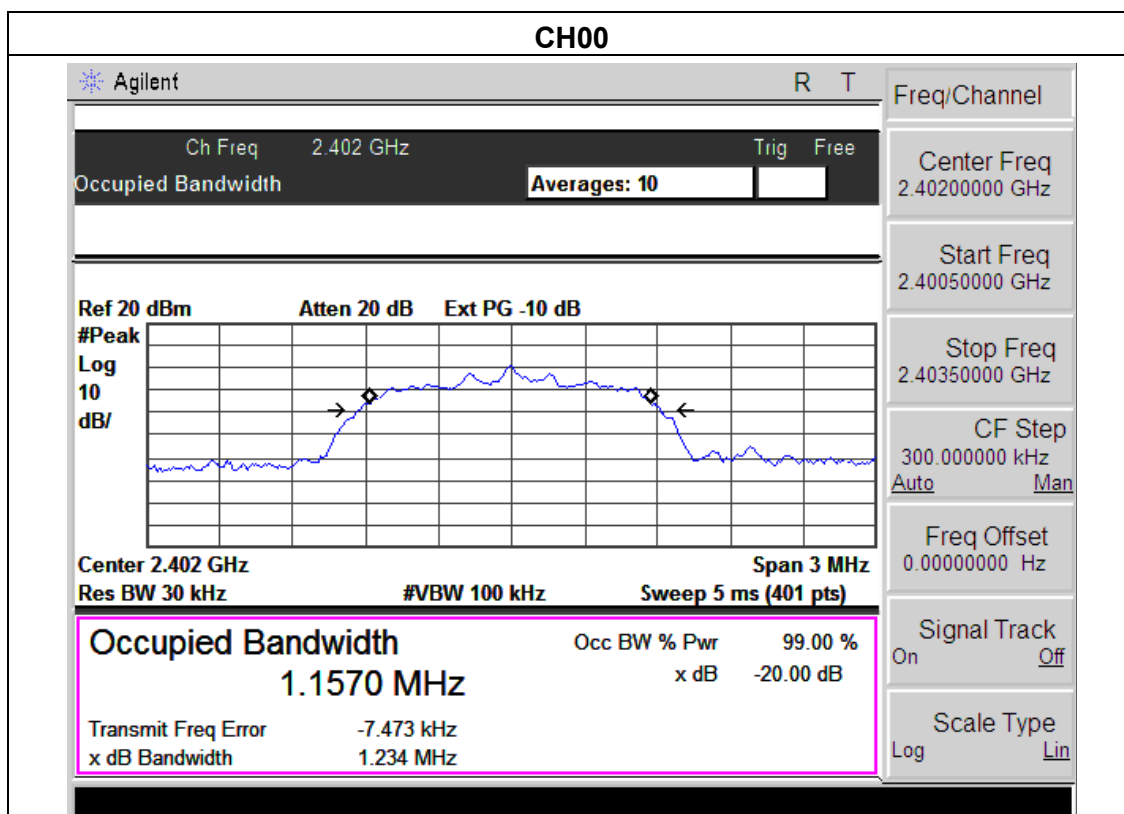 CH00
Agilent R T
Freq/Channel
Ch Freq 2.402 GHz Trig Free
Occupied Bandwidth Averages: 10
Center Freq
2.40200000 GHz
Start Freq
2.40050000 GHz
Ref 20 dBm Atten 20 dB Ext PG -10 dB
#Peak
Log
10
dB/
Stop Freq
2.40350000 GHz
CF Step
300.000000 kHz
Auto Man
Center 2.402 GHz Span 3 MHz
Res BW 30 kHz #VBW 100 kHz Sweep 5 ms (401 pts)
Freq Offset
0.00000000 Hz
Occupied Bandwidth Occ BW % Pwr 99.00 %
1.1570 MHz x dB -20.00 dB
Transmit Freq Error -7.473 kHz
x dB Bandwidth 1.234 MHz
Signal Track
On Off
Scale Type
Log Lin